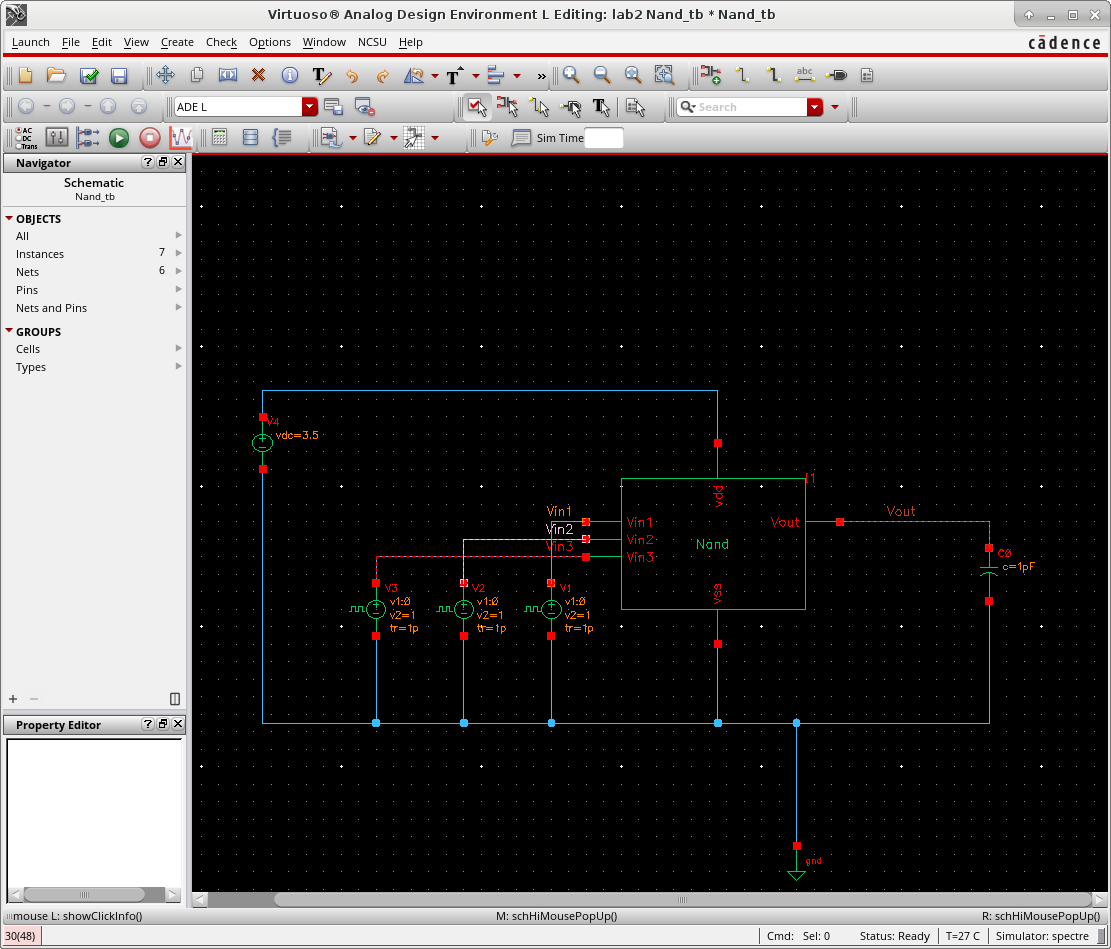 Virtuoso® Analog Design Environment L Editing: lab2 Nand_tb * Nand_tb
Launch File Edit View Create Check Options Window NCSU Help
cādence
T T » abc
ADE L
T
Search
AC
DC
Trans
Sim Time
Navigator
Schematic
Nand_tb
OBJECTS
All
Instances 7
Nets 6
Pins
Nets and Pins
GROUPS
Cells
Types
Property Editor
V4
vdc=3.5
I1
vdd
Vin1
Vin1 Vout
Vout
Vin2
Vin2
Nand
Vin3
Vin3
C0
c=1pF
vss
V3
v1:0
v2=1
tr=1p
V2
v1:0
v2=1
tr=1p
V1
v1:0
v2=1
tr=1p
gnd
mouse L: showClickInfo() M: schHiMousePopUp() R: schHiMousePopUp()
30(48) Cmd: Sel: 0 Status: Ready T=27 C Simulator: spectre